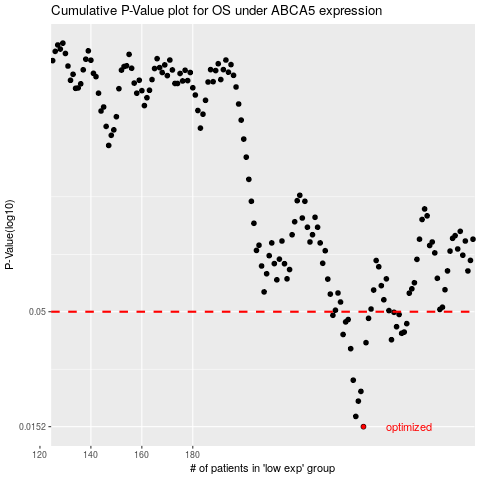 Cumulative P-Value plot for OS under ABCA5 expression
P-Value(log10)
0.05
0.0152
optimized
120 140 160 180
# of patients in 'low exp' group